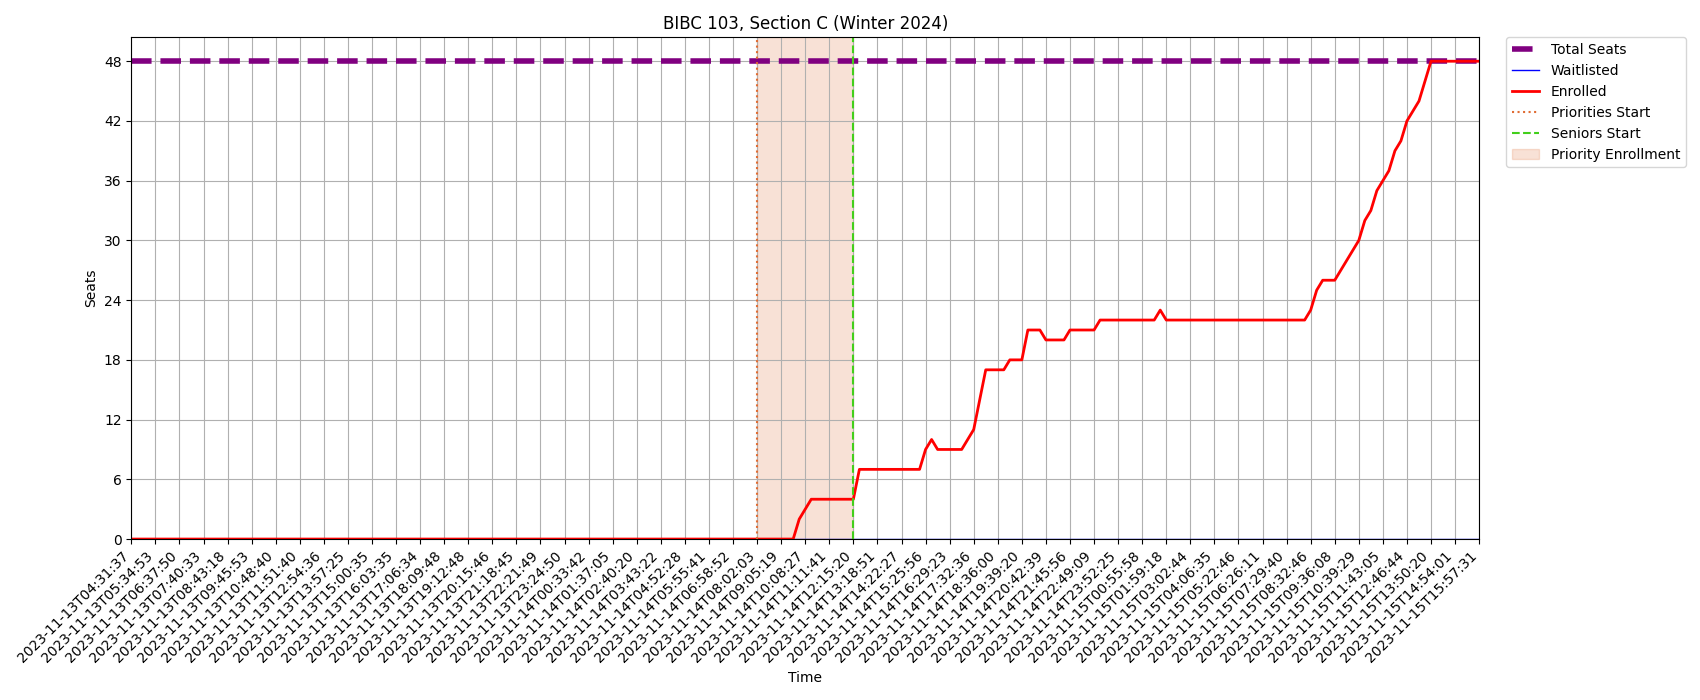 BIBC 103, Section C (Winter 2024)
Total Seats
Waitlisted
Enrolled
Priorities Start
Seniors Start
Priority Enrollment
Seats
48
42
36
30
24
18
12
6
0
2023-11-13T04:31:37
2023-11-13T05:34:53
2023-11-13T06:37:50
2023-11-13T07:40:33
2023-11-13T08:43:18
2023-11-13T09:45:53
2023-11-13T10:48:40
2023-11-13T11:51:40
2023-11-13T12:54:36
2023-11-13T13:57:25
2023-11-13T15:00:35
2023-11-13T16:03:35
2023-11-13T17:06:34
2023-11-13T18:09:48
2023-11-13T19:12:48
2023-11-13T20:15:46
2023-11-13T21:18:45
2023-11-13T22:21:49
2023-11-13T23:24:50
2023-11-14T00:33:42
2023-11-14T01:37:05
2023-11-14T02:40:20
2023-11-14T03:43:22
2023-11-14T04:52:28
2023-11-14T05:55:41
2023-11-14T06:58:52
2023-11-14T08:02:03
2023-11-14T09:05:19
2023-11-14T10:08:27
2023-11-14T11:11:41
2023-11-14T12:15:20
2023-11-14T13:18:51
2023-11-14T14:22:27
2023-11-14T15:25:56
2023-11-14T16:29:23
2023-11-14T17:32:36
2023-11-14T18:36:00
2023-11-14T19:39:20
2023-11-14T20:42:39
2023-11-14T21:45:56
2023-11-14T22:49:09
2023-11-14T23:52:25
2023-11-15T00:55:58
2023-11-15T01:59:18
2023-11-15T03:02:44
2023-11-15T04:06:35
2023-11-15T05:22:46
2023-11-15T06:26:11
2023-11-15T07:29:40
2023-11-15T08:32:46
2023-11-15T09:36:08
2023-11-15T10:39:29
2023-11-15T11:43:05
2023-11-15T12:46:44
2023-11-15T13:50:20
2023-11-15T14:54:01
2023-11-15T15:57:31
Time